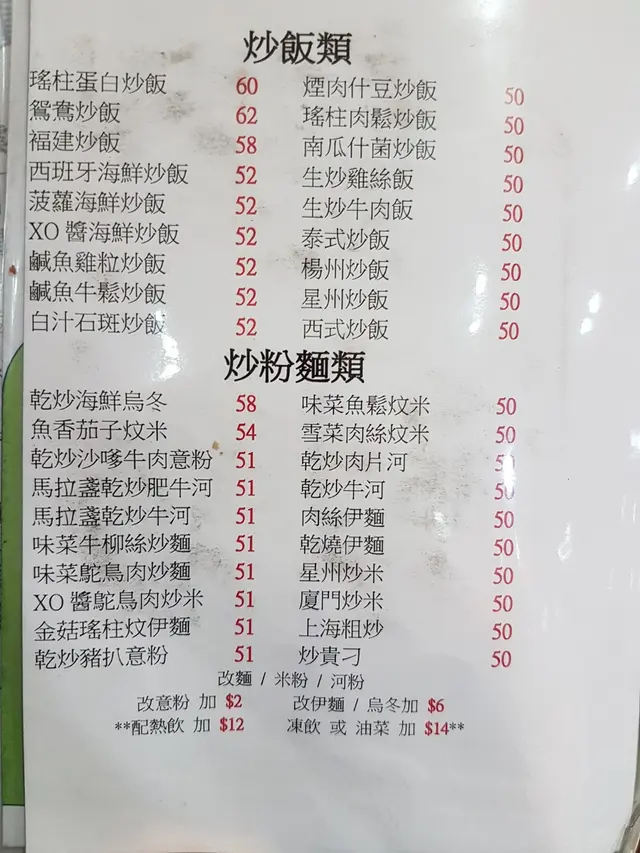 炒飯類
瑤柱蛋白炒飯 60 煙肉什豆炒飯 50
鴛鴦炒飯 62 瑤柱肉鬆炒飯 50
福建炒飯 58 南瓜什菌炒飯 50
西班牙海鮮炒飯 52 生炒雞絲飯 50
菠蘿海鮮炒飯 52 生炒牛肉飯 50
XO 醬海鮮炒飯 52 泰式炒飯 50
鹹魚雞粒炒飯 52 楊州炒飯 50
鹹魚牛鬆炒飯 52 星州炒飯 50
白汁石斑炒飯 52 西式炒飯 50
炒粉麵類
乾炒海鮮烏冬 58 味菜魚鬆炆米 50
魚香茄子炆米 54 雪菜肉絲炆米 50
乾炒沙嗲牛肉意粉 51 乾炒肉片河 50
馬拉盞乾炒肥牛河 51 乾炒牛河 50
馬拉盞乾炒牛河 51 肉絲伊麵 50
味菜牛柳絲炒麵 51 乾燒伊麵 50
味菜鴕鳥肉炒麵 51 星州炒米 50
XO 醬鴕鳥肉炒米 51 廈門炒米 50
金菇瑤柱炆伊麵 51 上海粗炒 50
乾炒豬扒意粉 51 炒貴刁 50
改麵 / 米粉 / 河粉
改意粉 加 $2 改伊麵 / 烏冬加 $6
**配熱飲 加 $12 凍飲 或 油菜 加 $14**